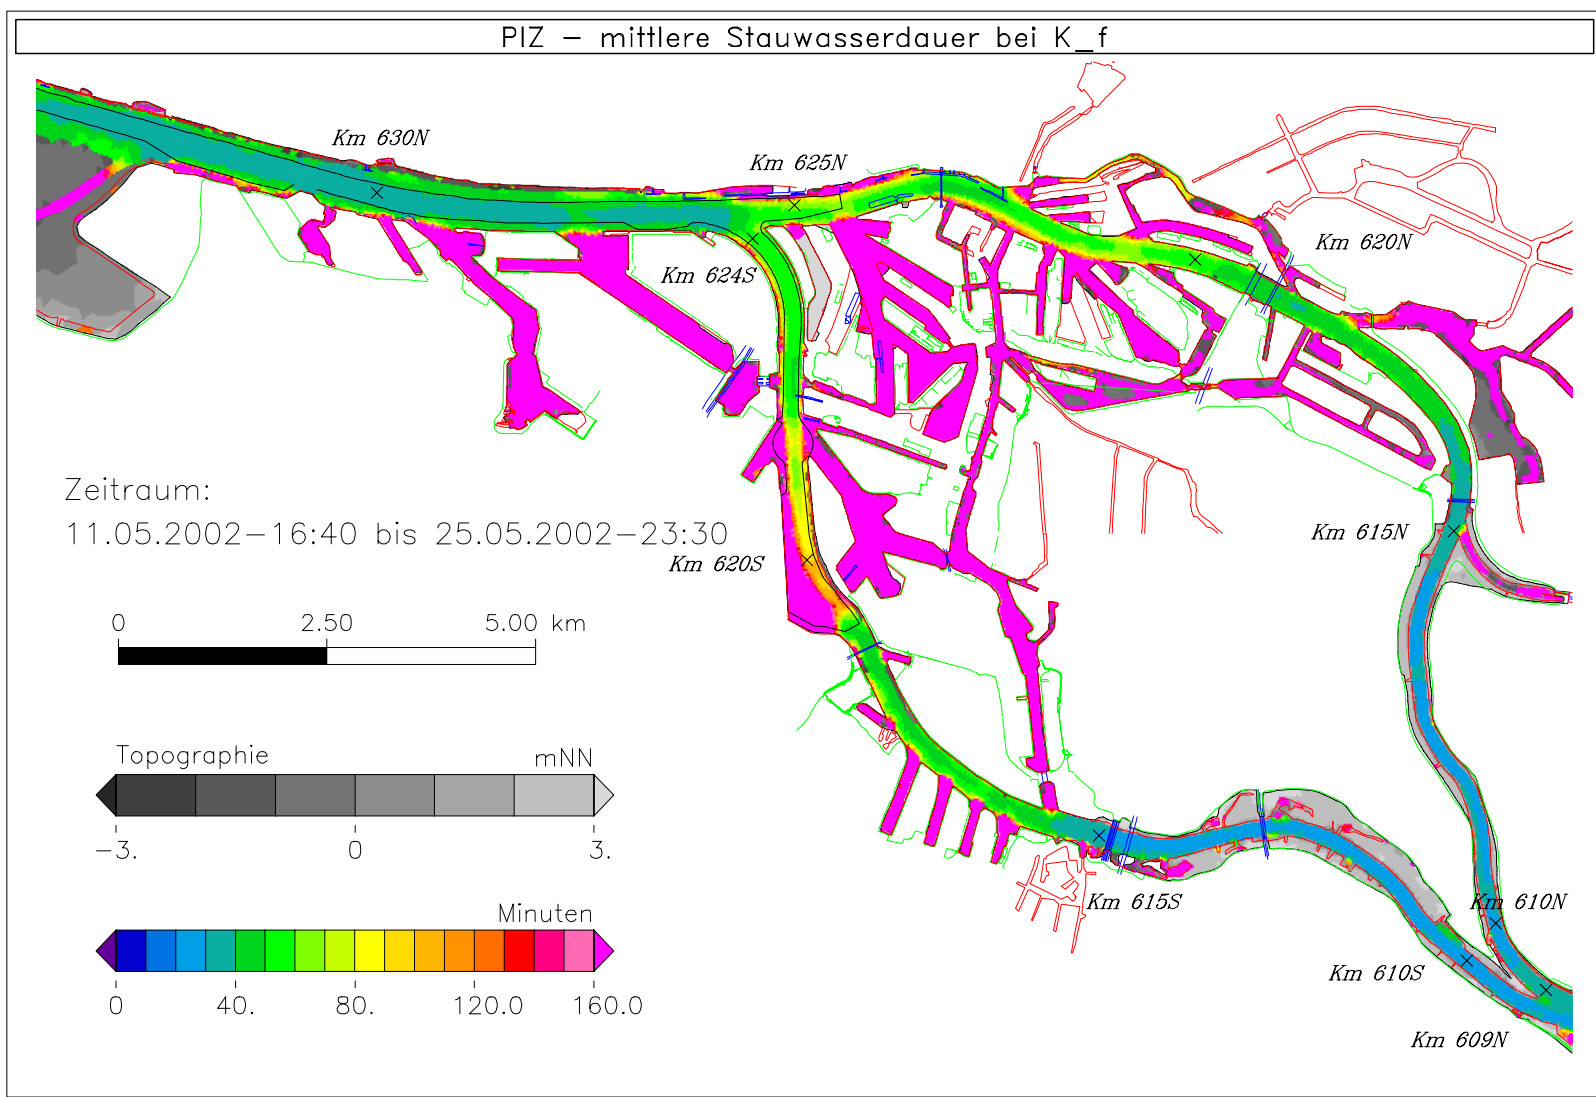 PIZ - mittlere Stauwasserdauer bei K_f
Km 630N
Km 625N
Km 620N
Km 624S
Zeitraum:
11.05.2002-16:40 bis 25.05.2002-23:30
Km 615N
Km 620S
0 2.50 5.00 km
Topographie mNN
-3. 0 3.
Km 615S
Km 610N
Minuten
Km 610S
0 40. 80. 120.0 160.0
Km 609N